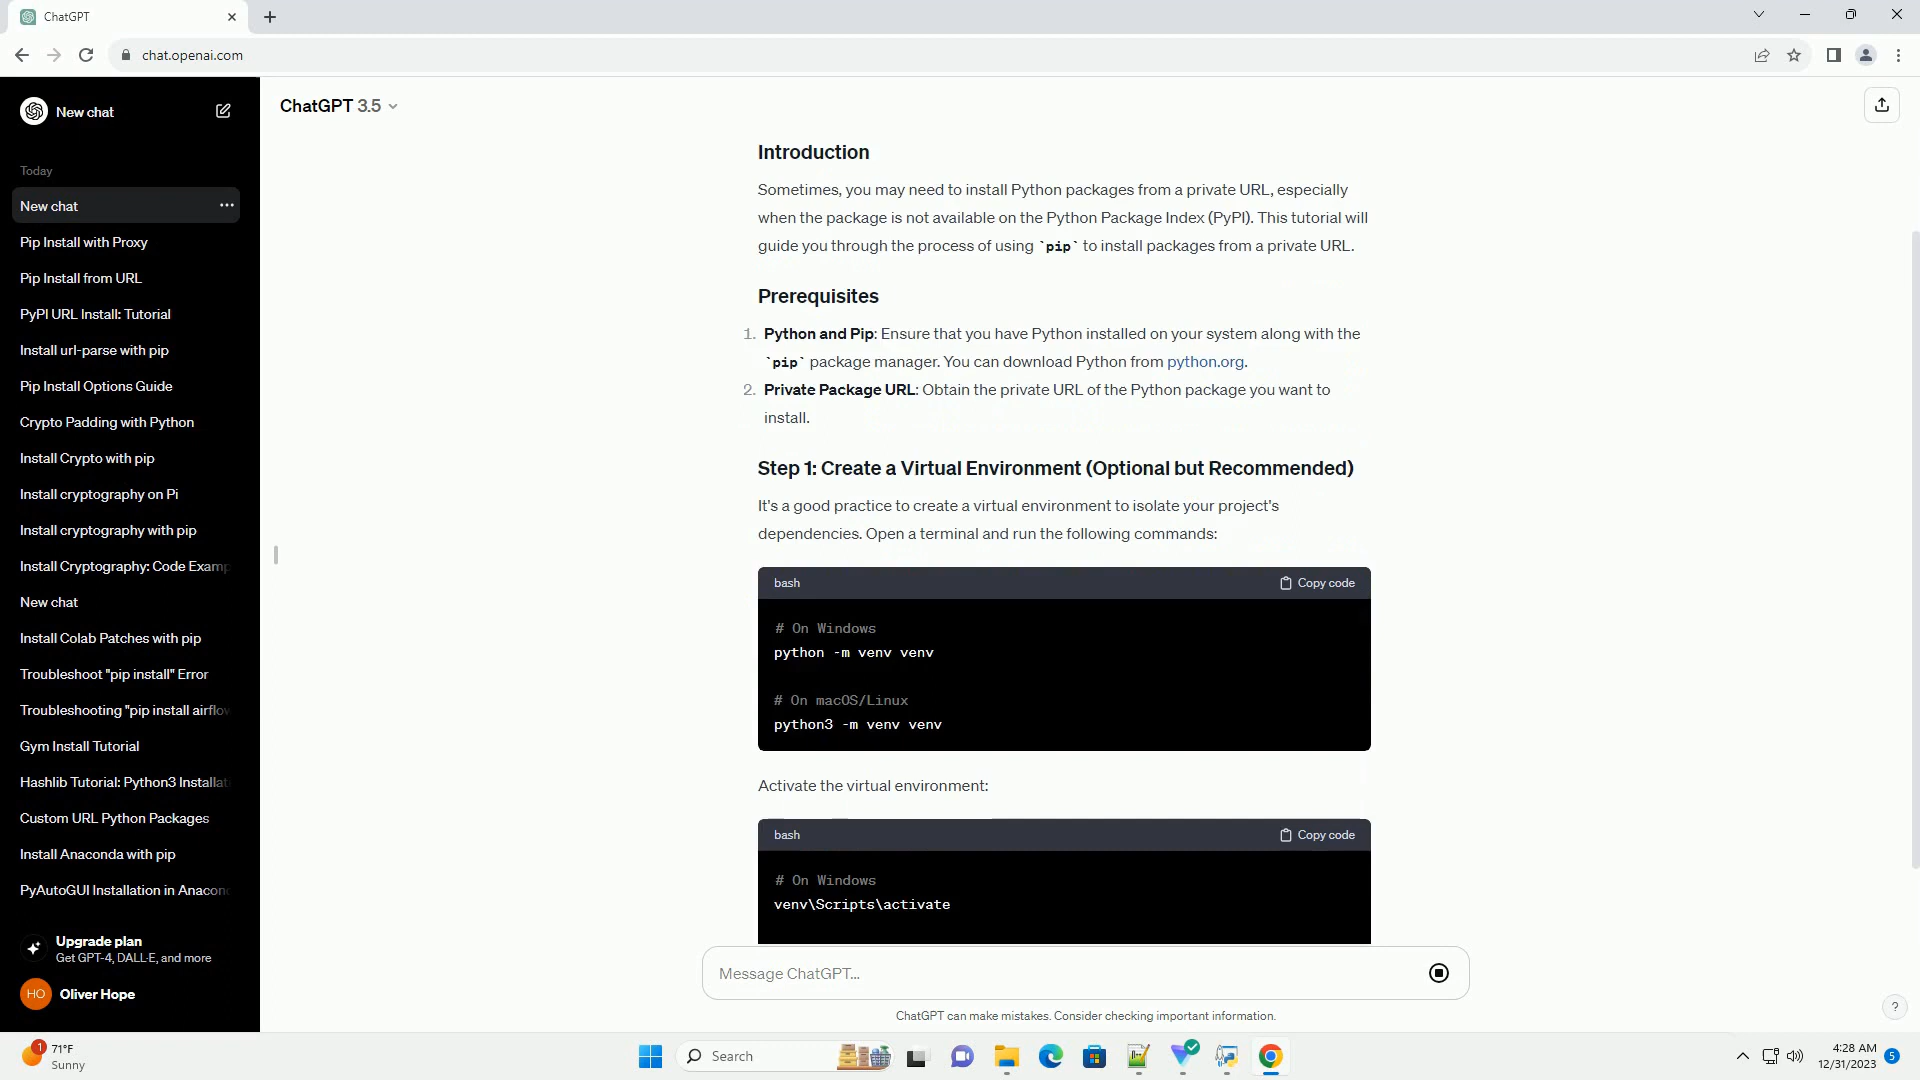 ChatGPT
chat.openai.com
New chat
Today
New chat
Pip Install with Proxy
Pip Install from URL
PyPI URL Install: Tutorial
Install url-parse with pip
Pip Install Options Guide
Crypto Padding with Python
Install Crypto with pip
Install cryptography on Pi
Install cryptography with pip
Install Cryptography: Code Examp
New chat
Install Colab Patches with pip
Troubleshoot "pip install" Error
Troubleshooting "pip install airflow
Gym Install Tutorial
Hashlib Tutorial: Python3 Installat
Custom URL Python Packages
Install Anaconda with pip
PyAutoGUI Installation in Anacon
Upgrade plan
Get GPT-4, DALL·E, and more
HO Oliver Hope
ChatGPT 3.5
Introduction
Sometimes, you may need to install Python packages from a private URL, especially
when the package is not available on the Python Package Index (PyPI). This tutorial will
guide you through the process of using `pip` to install packages from a private URL.
Prerequisites
1. Python and Pip: Ensure that you have Python installed on your system along with the
`pip` package manager. You can download Python from python.org.
2. Private Package URL: Obtain the private URL of the Python package you want to
install.
Step 1: Create a Virtual Environment (Optional but Recommended)
It's a good practice to create a virtual environment to isolate your project's
dependencies. Open a terminal and run the following commands:
bash Copy code
# On Windows
python -m venv venv
# On macOS/Linux
python3 -m venv venv
Activate the virtual environment:
bash Copy code
# On Windows
venv\Scripts\activate
Message ChatGPT...
ChatGPT can make mistakes. Consider checking important information.
?
1
71°F
Sunny
Search
4:28 AM
12/31/2023
5